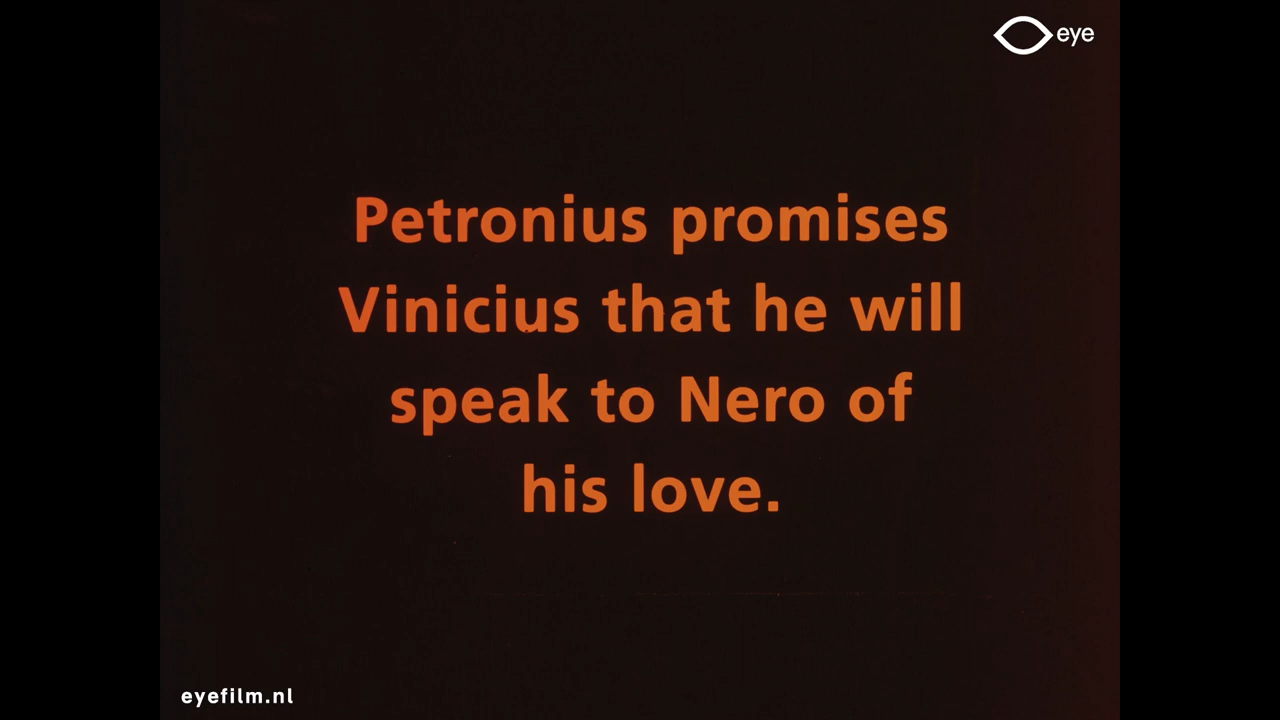 eye
Petronius promises
Vinicius that he will
speak to Nero of
his love.
eyefilm.nl